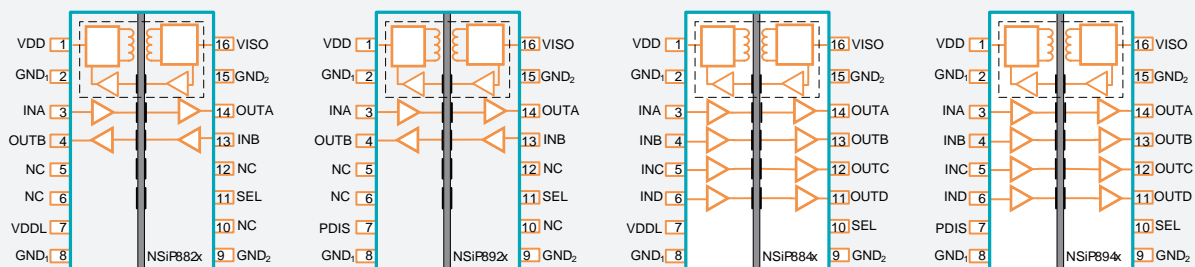 VDD 1 16 VISO
GND₁ 2 15 GND₂
INA 3 14 OUTA
OUTB 4 13 INB
NC 5 12 NC
NC 6 11 SEL
VDDL 7 10 NC
GND₁ 8 NSiP882x 9 GND₂
VDD 1 16 VISO
GND₁ 2 15 GND₂
INA 3 14 OUTA
OUTB 4 13 INB
NC 5 12 NC
NC 6 11 SEL
PDIS 7 10 NC
GND₁ 8 NSiP892x 9 GND₂
VDD 1 16 VISO
GND₁ 2 15 GND₂
INA 3 14 OUTA
INB 4 13 OUTB
INC 5 12 OUTC
IND 6 11 OUTD
VDDL 7 10 SEL
GND₁ 8 NSiP884x 9 GND₂
VDD 1 16 VISO
GND₁ 2 15 GND₂
INA 3 14 OUTA
INB 4 13 OUTB
INC 5 12 OUTC
IND 6 11 OUTD
PDIS 7 10 SEL
GND₁ 8 NSiP894x 9 GND₂